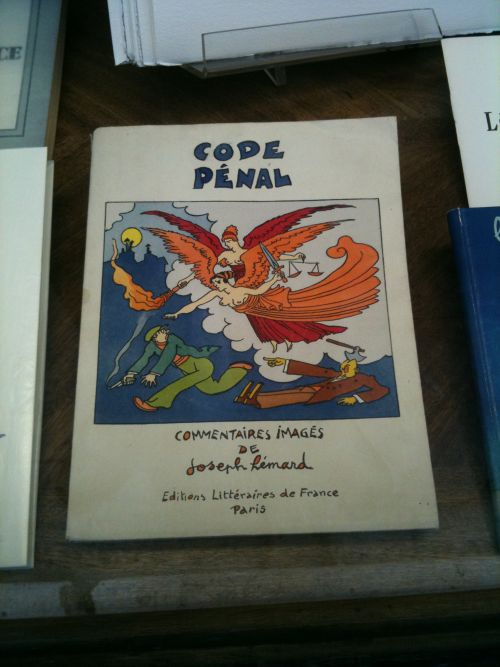 CODE
PÉNAL
COMMENTAIRES IMAGÉS
DE
Joseph Hémard
Editions Littéraires de France
Paris